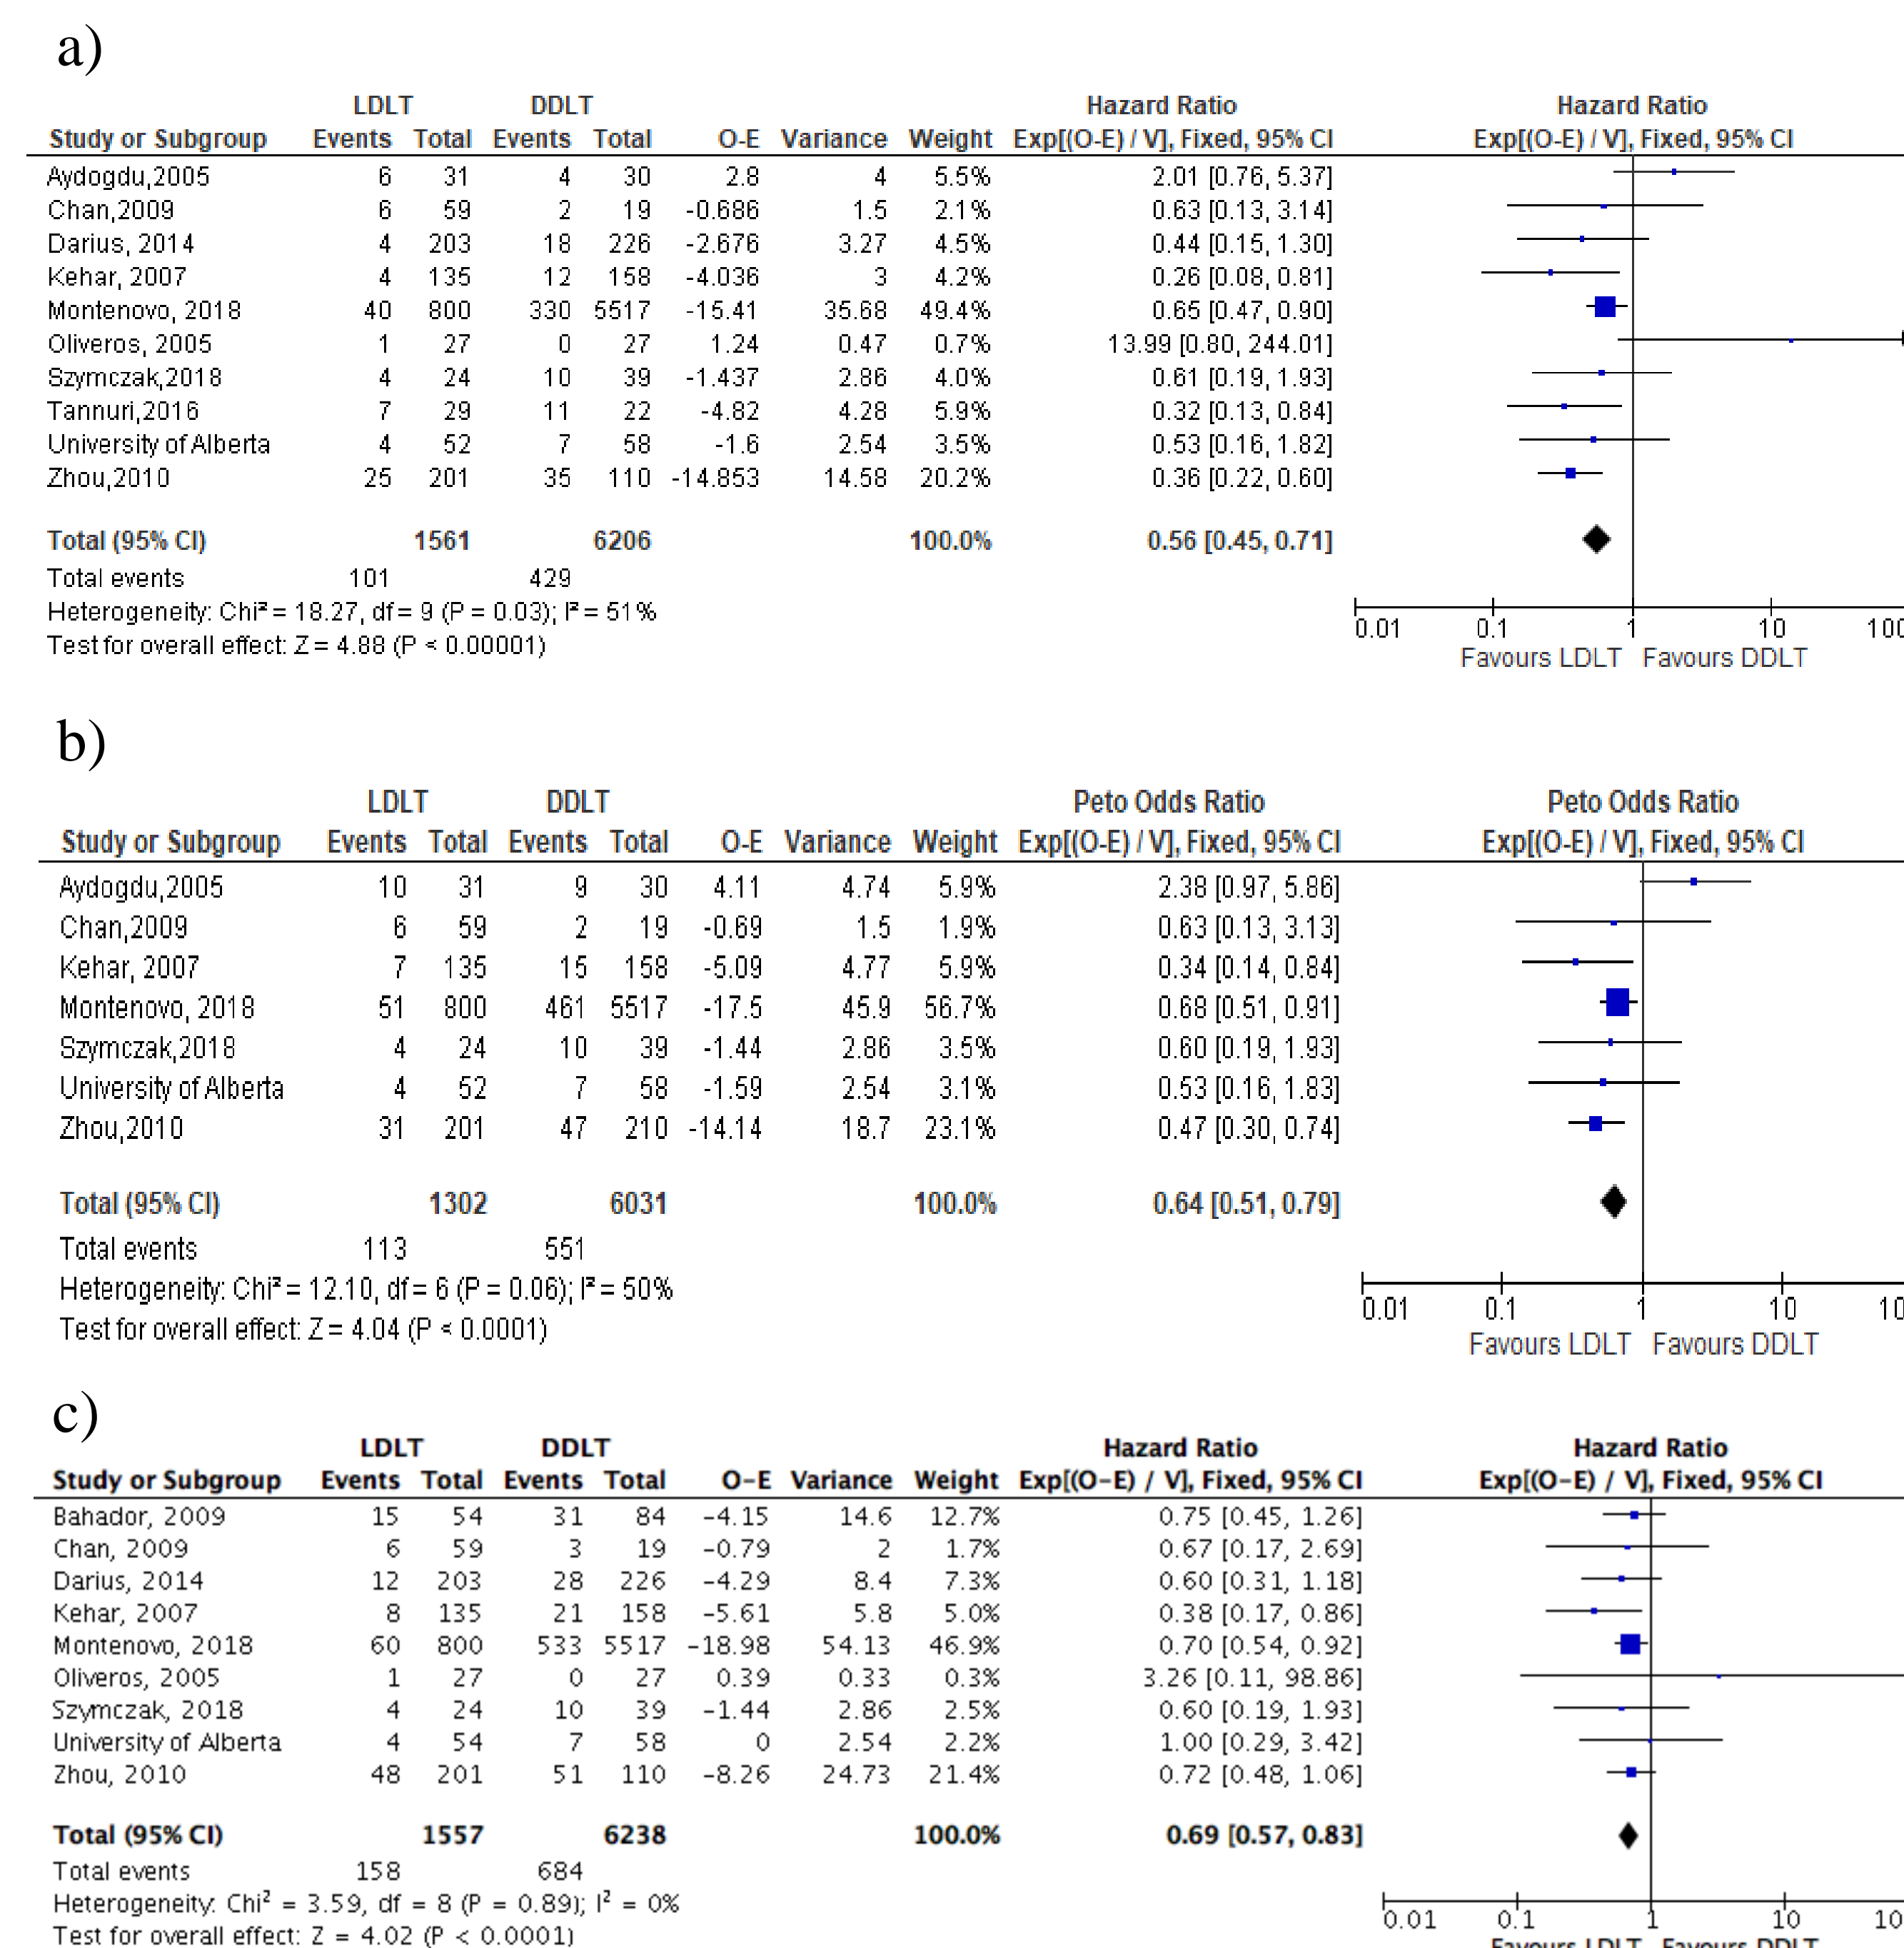 a)
LDLT DDLT Hazard Ratio Hazard Ratio
Study or Subgroup Events Total Events Total O-E Variance Weight Exp[(O-E) / V], Fixed, 95% CI Exp[(O-E) / V], Fixed, 95% CI
Aydogdu,2005 6 31 4 30 2.8 4 5.5% 2.01 [0.76, 5.37]
Chan,2009 6 59 2 19 -0.686 1.5 2.1% 0.63 [0.13, 3.14]
Darius, 2014 4 203 18 226 -2.676 3.27 4.5% 0.44 [0.15, 1.30]
Kehar, 2007 4 135 12 158 -4.036 3 4.2% 0.26 [0.08, 0.81]
Montenovo, 2018 40 800 330 5517 -15.41 35.68 49.4% 0.65 [0.47, 0.90]
Oliveros, 2005 1 27 0 27 1.24 0.47 0.7% 13.99 [0.80, 244.01]
Szymczak,2018 4 24 10 39 -1.437 2.86 4.0% 0.61 [0.19, 1.93]
Tannuri,2016 7 29 11 22 -4.82 4.28 5.9% 0.32 [0.13, 0.84]
University of Alberta 4 52 7 58 -1.6 2.54 3.5% 0.53 [0.16, 1.82]
Zhou,2010 25 201 35 110 -14.853 14.58 20.2% 0.36 [0.22, 0.60]
Total (95% CI) 1561 6206 100.0% 0.56 [0.45, 0.71]
Total events 101 429
Heterogeneity: Chi² = 18.27, df = 9 (P = 0.03); I² = 51%
Test for overall effect: Z = 4.88 (P < 0.00001)
0.01 0.1 1 10 100
Favours LDLT Favours DDLT
b)
LDLT DDLT Peto Odds Ratio Peto Odds Ratio
Study or Subgroup Events Total Events Total O-E Variance Weight Exp[(O-E) / V], Fixed, 95% CI Exp[(O-E) / V], Fixed, 95% CI
Aydogdu,2005 10 31 9 30 4.11 4.74 5.9% 2.38 [0.97, 5.86]
Chan,2009 6 59 2 19 -0.69 1.5 1.9% 0.63 [0.13, 3.13]
Kehar, 2007 7 135 15 158 -5.09 4.77 5.9% 0.34 [0.14, 0.84]
Montenovo, 2018 51 800 461 5517 -17.5 45.9 56.7% 0.68 [0.51, 0.91]
Szymczak,2018 4 24 10 39 -1.44 2.86 3.5% 0.60 [0.19, 1.93]
University of Alberta 4 52 7 58 -1.59 2.54 3.1% 0.53 [0.16, 1.83]
Zhou,2010 31 201 47 210 -14.14 18.7 23.1% 0.47 [0.30, 0.74]
Total (95% CI) 1302 6031 100.0% 0.64 [0.51, 0.79]
Total events 113 551
Heterogeneity: Chi² = 12.10, df = 6 (P = 0.06); I² = 50%
Test for overall effect: Z = 4.04 (P < 0.0001)
0.01 0.1 1 10 10
Favours LDLT Favours DDLT
c)
LDLT DDLT Hazard Ratio Hazard Ratio
Study or Subgroup Events Total Events Total O−E Variance Weight Exp[(O−E) / V], Fixed, 95% CI Exp[(O−E) / V], Fixed, 95% CI
Bahador, 2009 15 54 31 84 −4.15 14.6 12.7% 0.75 [0.45, 1.26]
Chan, 2009 6 59 3 19 −0.79 2 1.7% 0.67 [0.17, 2.69]
Darius, 2014 12 203 28 226 −4.29 8.4 7.3% 0.60 [0.31, 1.18]
Kehar, 2007 8 135 21 158 −5.61 5.8 5.0% 0.38 [0.17, 0.86]
Montenovo, 2018 60 800 533 5517 −18.98 54.13 46.9% 0.70 [0.54, 0.92]
Oliveros, 2005 1 27 0 27 0.39 0.33 0.3% 3.26 [0.11, 98.86]
Szymczak, 2018 4 24 10 39 −1.44 2.86 2.5% 0.60 [0.19, 1.93]
University of Alberta 4 54 7 58 0 2.54 2.2% 1.00 [0.29, 3.42]
Zhou, 2010 48 201 51 110 −8.26 24.73 21.4% 0.72 [0.48, 1.06]
Total (95% CI) 1557 6238 100.0% 0.69 [0.57, 0.83]
Total events 158 684
Heterogeneity: Chi² = 3.59, df = 8 (P = 0.89); I² = 0%
Test for overall effect: Z = 4.02 (P < 0.0001)
0.01 0.1 1 10 10
Favours LDLT Favours DDLT